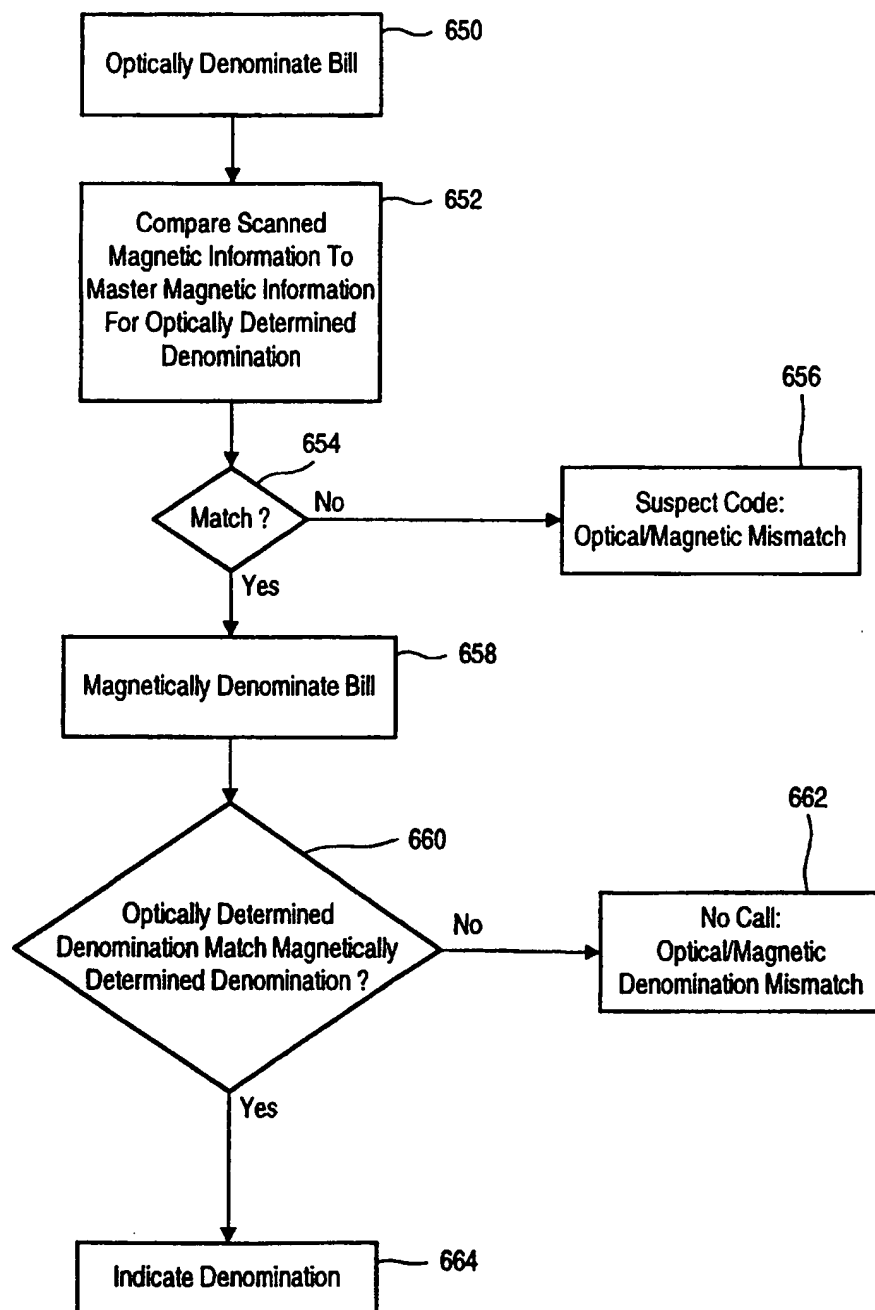 650
Optically Denominate Bill
652
Compare Scanned
Magnetic Information To
Master Magnetic Information
For Optically Determined
Denomination
656
654
Match ?
No
Suspect Code:
Optical/Magnetic Mismatch
Yes
658
Magnetically Denominate Bill
662
660
Optically Determined
Denomination Match Magnetically
Determined Denomination ?
No
No Call:
Optical/Magnetic
Denomination Mismatch
Yes
664
Indicate Denomination